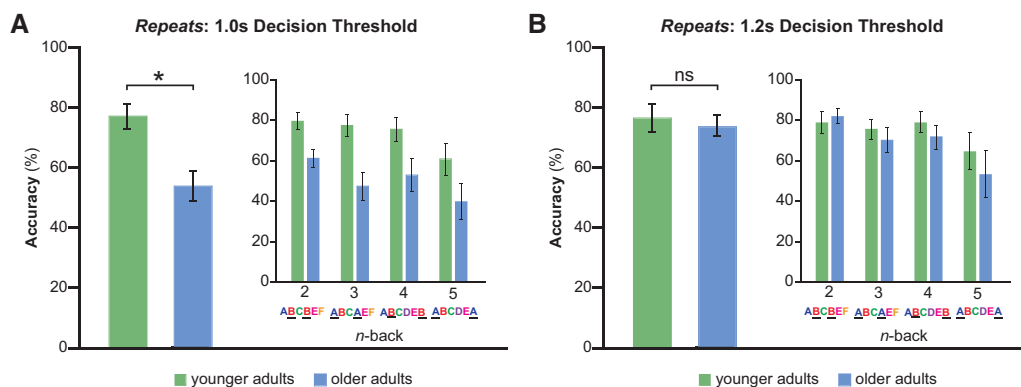 A
Repeats: 1.0s Decision Threshold
Accuracy (%)
100
80
60
40
20
0
*
100
80
60
40
20
0
2 3 4 5
ABCBEF ABCAEF ABCDEB ABCDEA
n-back
younger adults older adults
B
Repeats: 1.2s Decision Threshold
Accuracy (%)
100
80
60
40
20
0
ns
100
80
60
40
20
0
2 3 4 5
ABCBEF ABCAEF ABCDEB ABCDEA
n-back
younger adults older adults